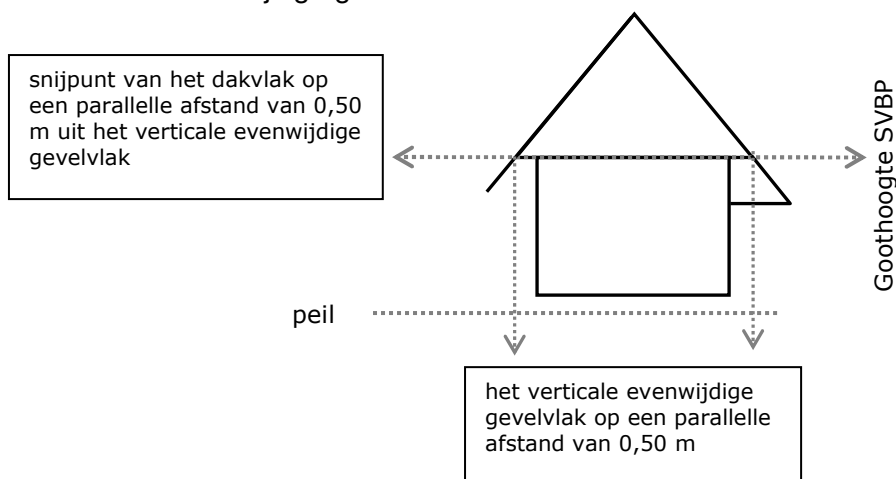 snijpunt van het dakvlak op
een parallelle afstand van 0,50
m uit het verticale evenwijdige
gevelvlak
Goothoogte SVBP
peil
het verticale evenwijdige
gevelvlak op een parallelle
afstand van 0,50 m